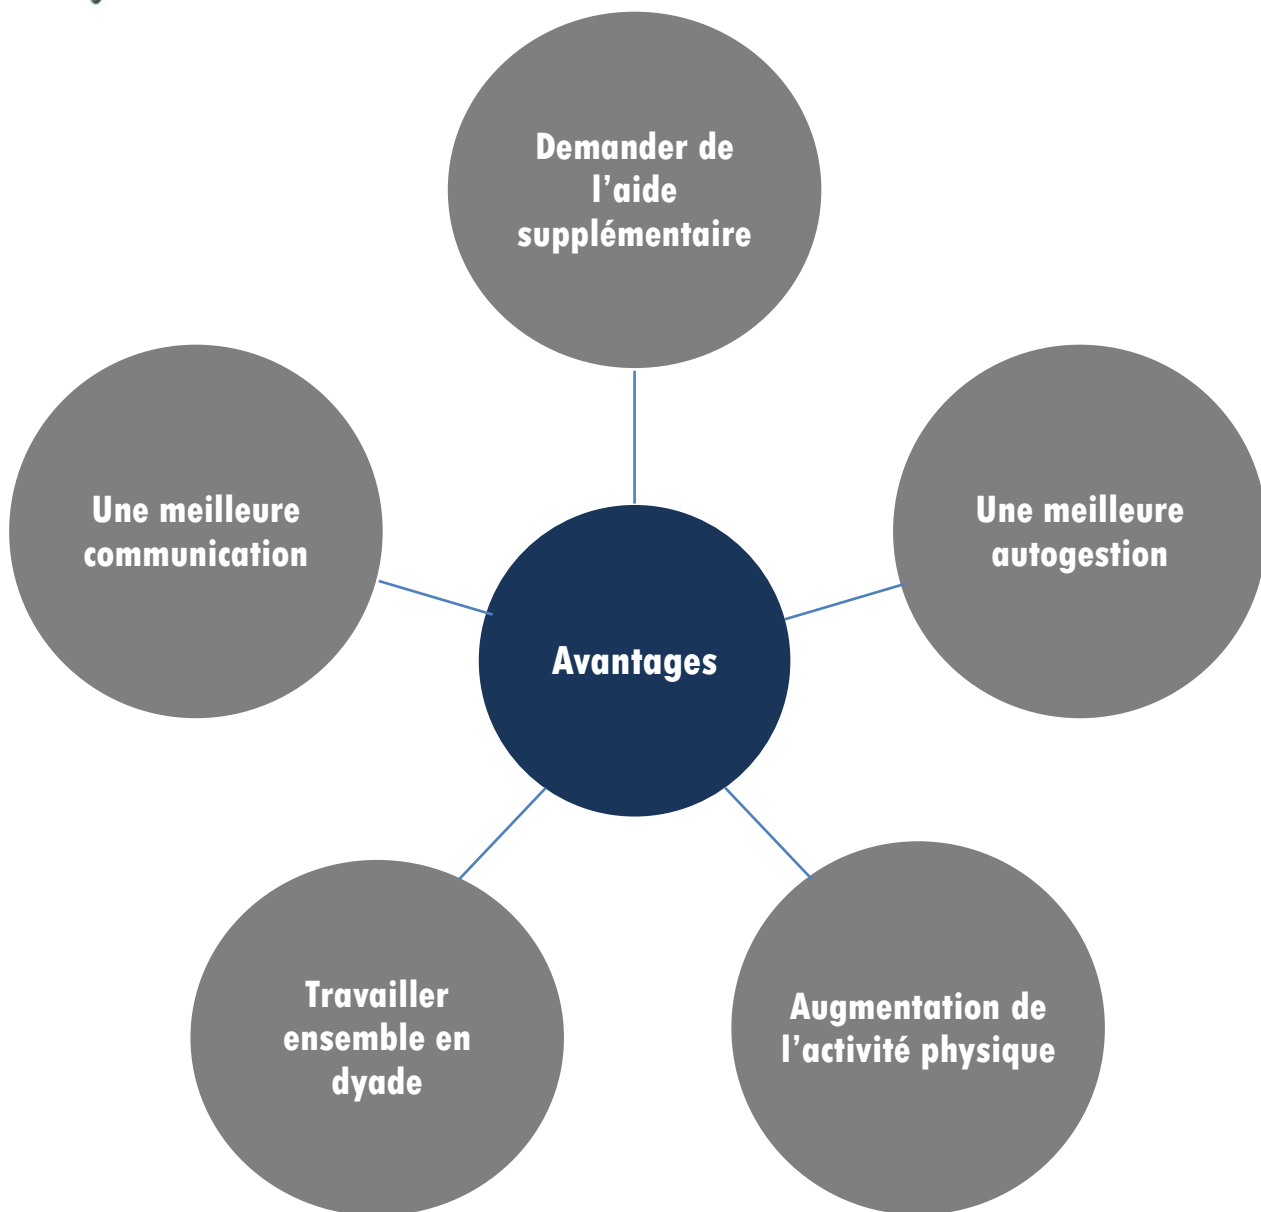 Demander de
l’aide
supplémentaire
Une meilleure
communication
Une meilleure
autogestion
Avantages
Travailler
ensemble en
dyade
Augmentation de
l’activité physique